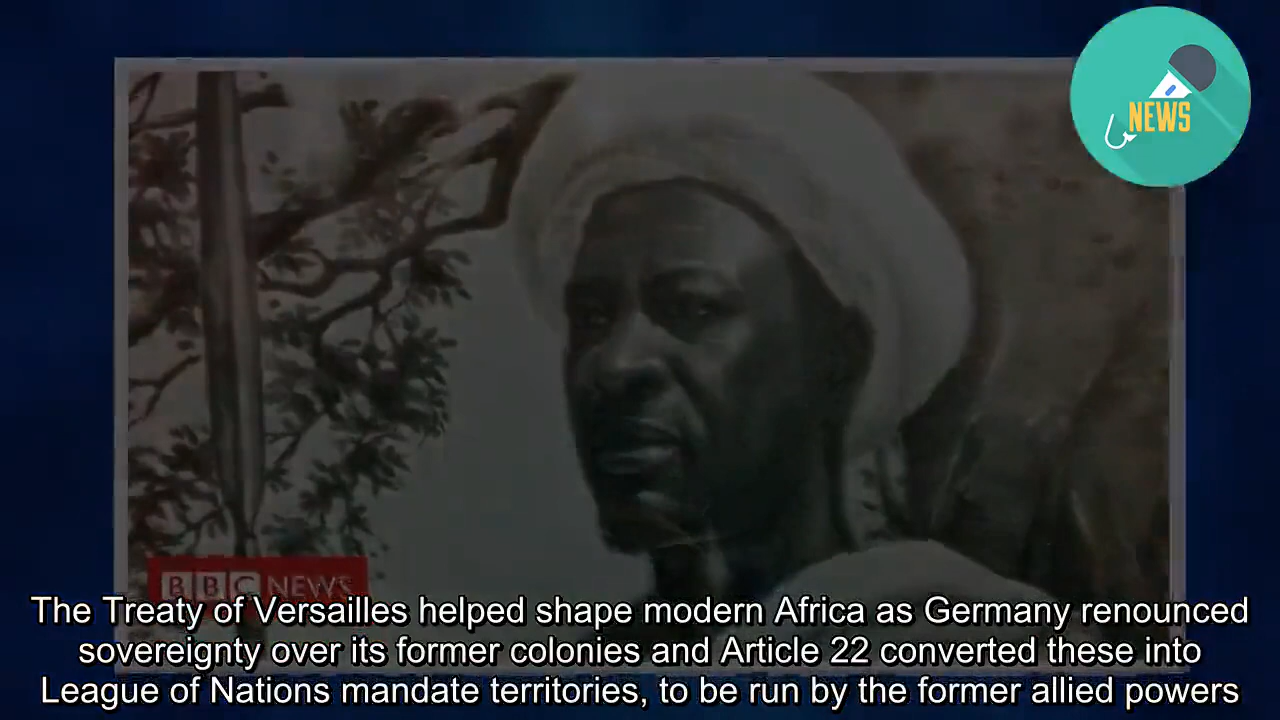 NEWS
BBC NEWS
The Treaty of Versailles helped shape modern Africa as Germany renounced
sovereignty over its former colonies and Article 22 converted these into
League of Nations mandate territories, to be run by the former allied powers